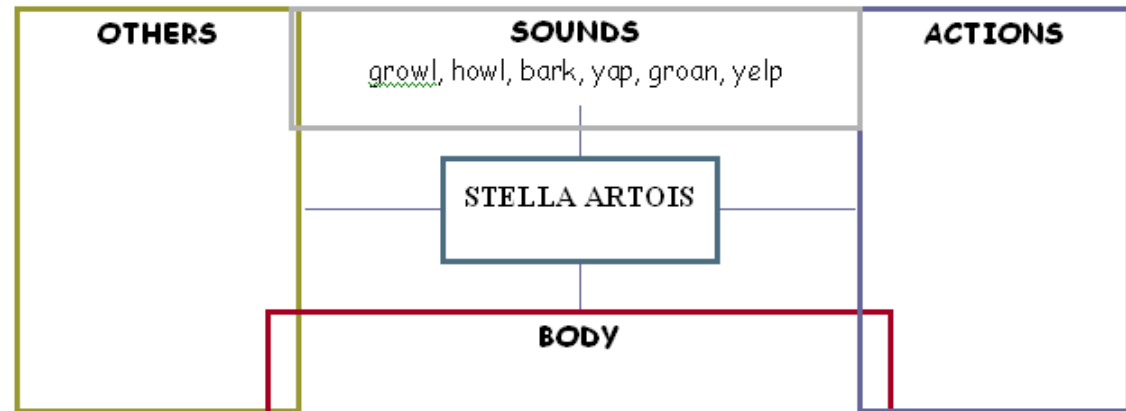 OTHERS
SOUNDS
growl, howl, bark, yap, groan, yelp
ACTIONS
STELLA ARTOIS
BODY